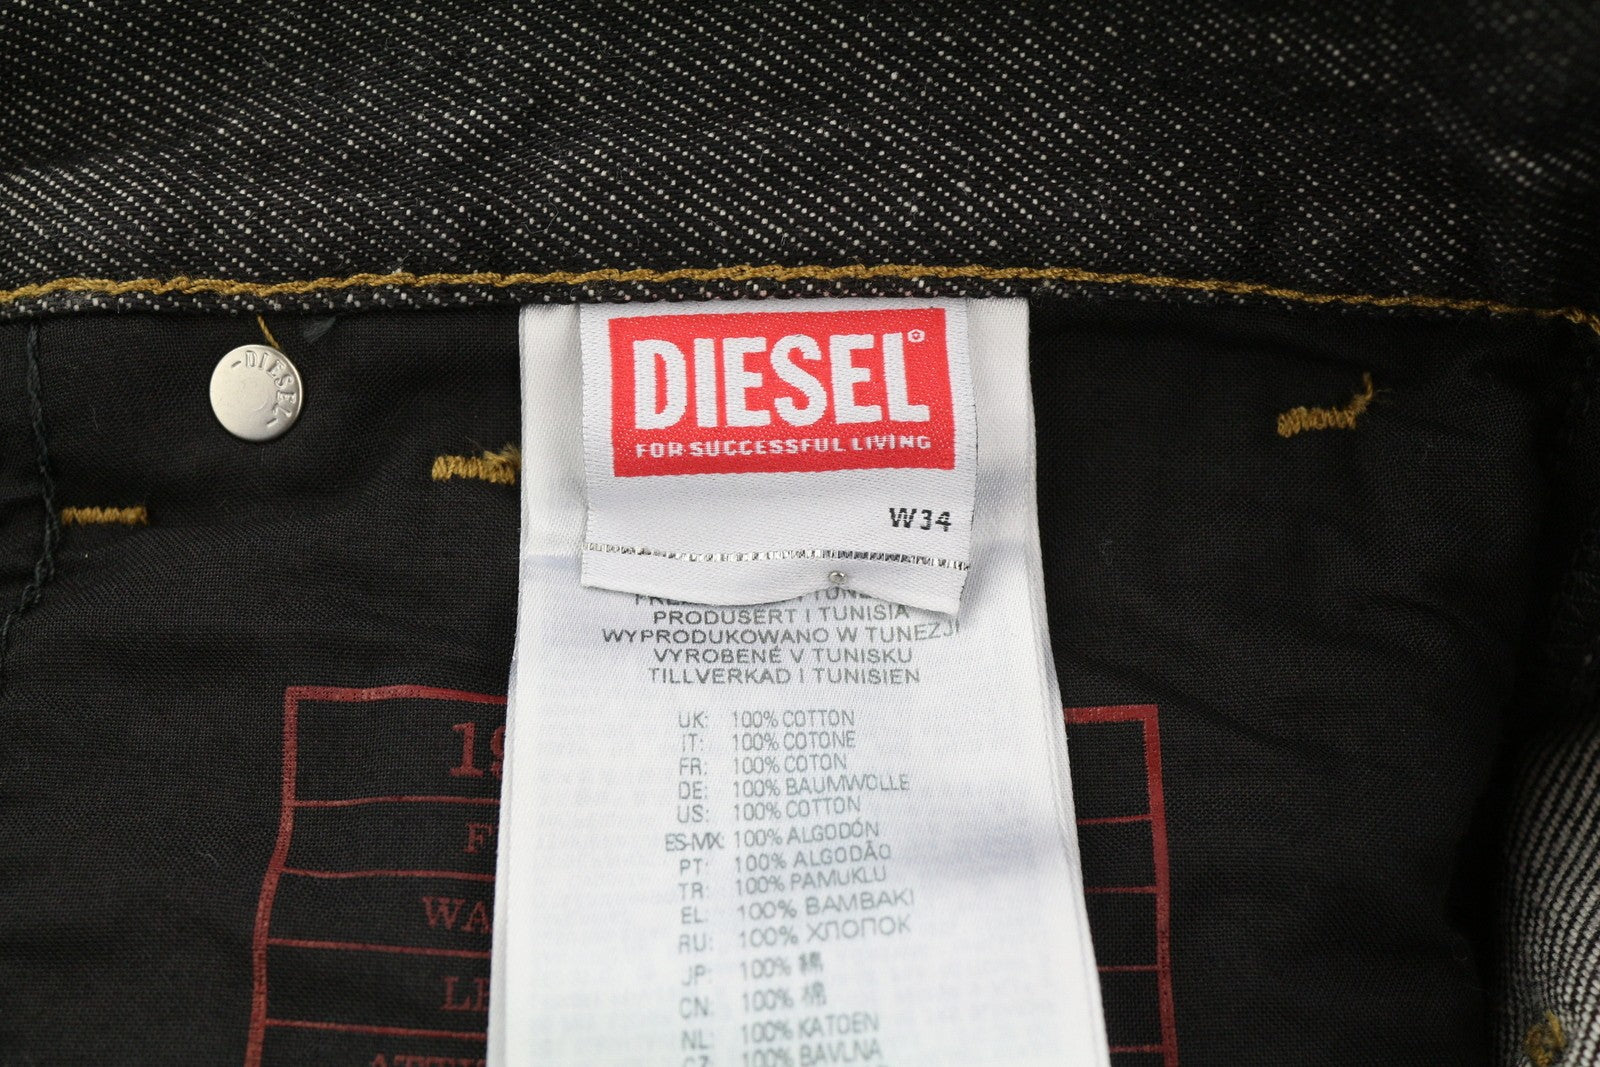 DIESEL
DIESEL
FOR SUCCESSFUL LIVING
W34
PRODUSERT I TUNISIA
WYPRODUKOWANO W TUNEZJI
VYROBENÉ V TUNISKU
TILLVERKAD I TUNISIEN
UK: 100% COTTON
IT: 100% COTONE
FR: 100% COTON
DE: 100% BAUMWOLLE
US: 100% COTTON
ES-MX: 100% ALGODÓN
PT: 100% ALGODÃO
TR: 100% PAMUKLU
EL: 100% BAMBAKI
RU: 100% ХЛОПОК
JP: 100% 綿
CN: 100% 棉
NL: 100% KATOEN
CZ: 100% BAVLNA